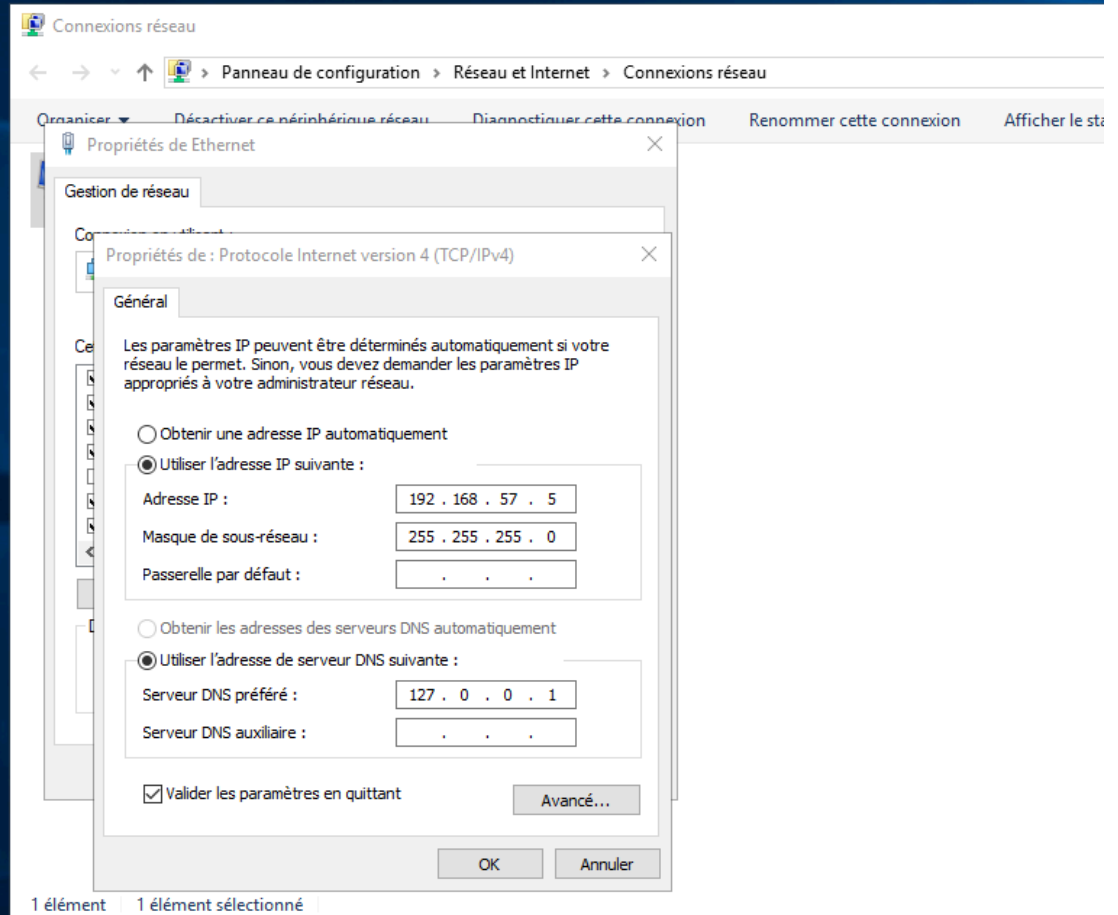 Connexions réseau
Panneau de configuration > Réseau et Internet > Connexions réseau
Organiser Désactiver ce périphérique réseau Diagnostiquer cette connexion Renommer cette connexion Afficher le sta
Propriétés de Ethernet
Gestion de réseau
Connexion en utilisant :
Propriétés de : Protocole Internet version 4 (TCP/IPv4)
Général
Ce
Les paramètres IP peuvent être déterminés automatiquement si votre
réseau le permet. Sinon, vous devez demander les paramètres IP
appropriés à votre administrateur réseau.
Obtenir une adresse IP automatiquement
Utiliser l'adresse IP suivante :
Adresse IP : 192 . 168 . 57 . 5
Masque de sous-réseau : 255 . 255 . 255 . 0
Passerelle par défaut : . . .
D
Obtenir les adresses des serveurs DNS automatiquement
Utiliser l'adresse de serveur DNS suivante :
Serveur DNS préféré : 127 . 0 . 0 . 1
Serveur DNS auxiliaire : . . .
Valider les paramètres en quittant
Avancé...
OK Annuler
1 élément 1 élément sélectionné